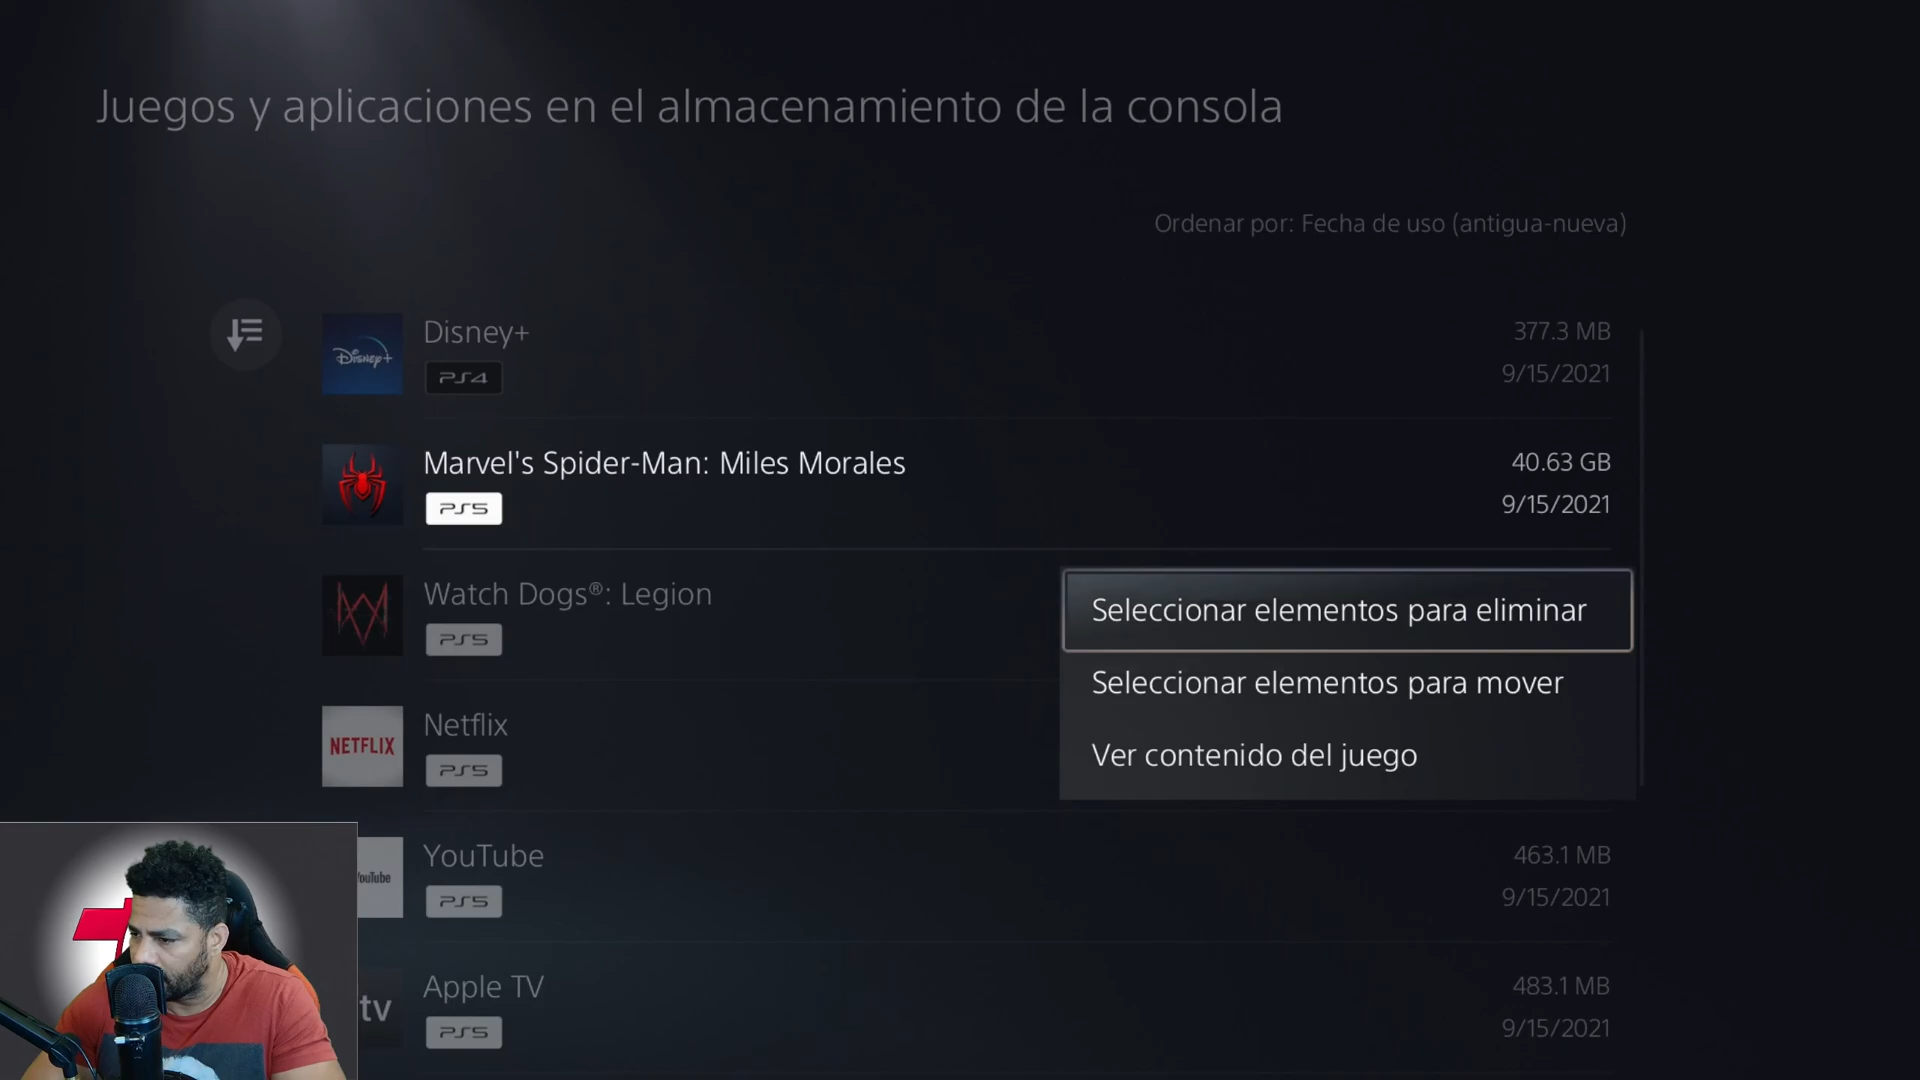 Juegos y aplicaciones en el almacenamiento de la consola
Ordenar por: Fecha de uso (antigua-nueva)
Disney+
Disney+
377.3 MB
PS4
9/15/2021
Marvel's Spider-Man: Miles Morales
40.63 GB
PS5
9/15/2021
Watch Dogs®: Legion
PS5
Seleccionar elementos para eliminar
Seleccionar elementos para mover
Ver contenido del juego
NETFLIX
Netflix
PS5
YouTube
YouTube
463.1 MB
PS5
9/15/2021
tv
Apple TV
483.1 MB
PS5
9/15/2021